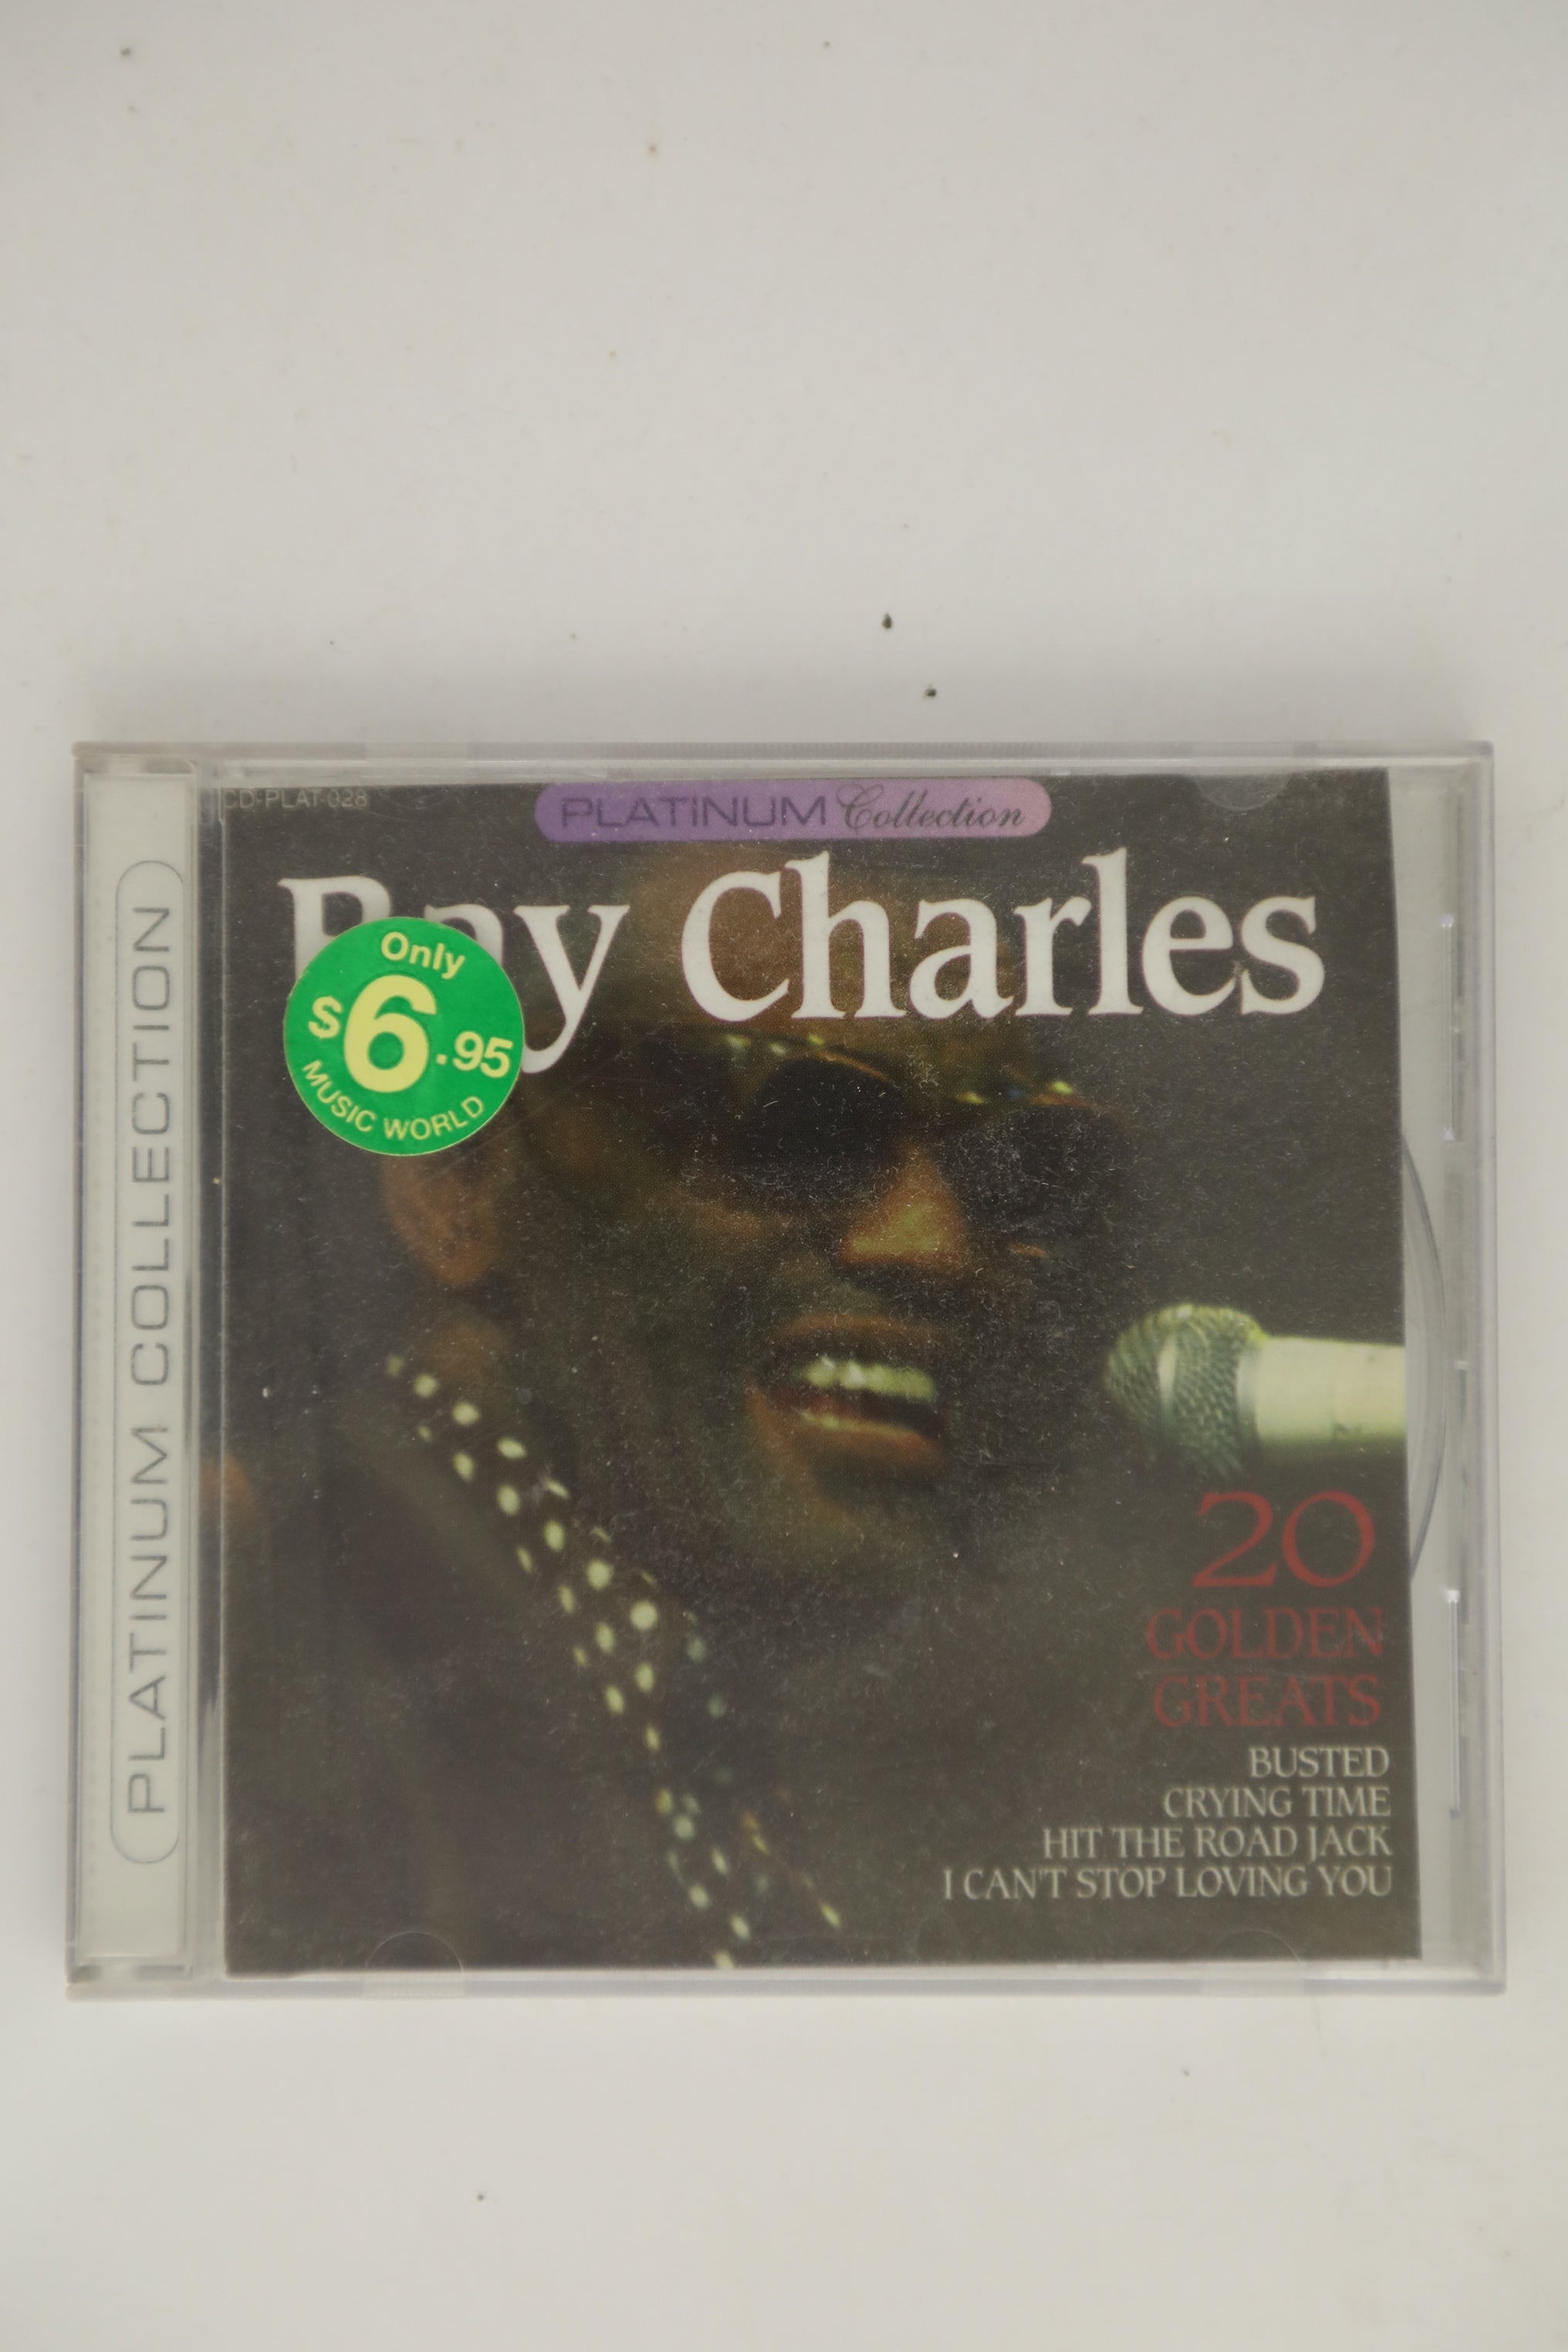 PLATINUM COLLECTION
CD-PLAT-028
PLATINUM Collection
Ray Charles
Only
$6.95
MUSIC WORLD
20
GOLDEN
GREATS
BUSTED
CRYING TIME
HIT THE ROAD JACK
I CAN'T STOP LOVING YOU